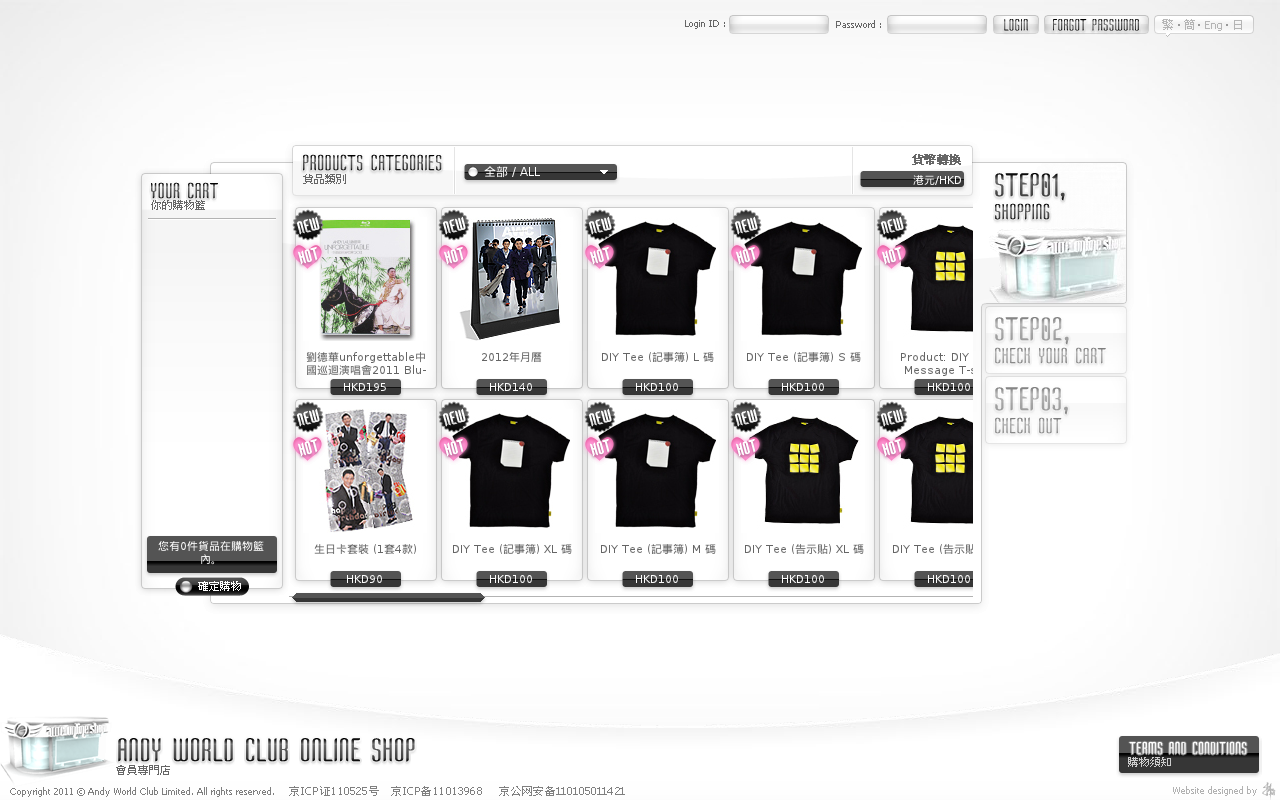 Login ID :
Password :
LOGIN
FORGOT PASSWORD
繁 • 簡 • Eng • 日
PRODUCTS CATEGORIES
貨品類別
全部 / ALL
貨幣轉換
港元/HKD
YOUR CART
你的購物籃
您有0件貨品在購物籃
內。
確定購物
STEP01,
SHOPPING
STEP02,
CHECK YOUR CART
STEP03,
CHECK OUT
NEW
HOT
UNFORGETTABLE
劉德華unforgettable中
國巡迴演唱會2011 Blu-
HKD195
NEW
HOT
2012年月曆
HKD140
NEW
HOT
DIY Tee (記事簿) L 碼
HKD100
NEW
HOT
DIY Tee (記事簿) S 碼
HKD100
NEW
HOT
Product: DIY
Message T-s
HKD100
NEW
HOT
生日卡套裝 (1套4款)
HKD90
NEW
HOT
DIY Tee (記事簿) XL 碼
HKD100
NEW
HOT
DIY Tee (記事簿) M 碼
HKD100
NEW
HOT
DIY Tee (告示貼) XL 碼
HKD100
NEW
HOT
DIY Tee (告示貼
HKD100
ANDY WORLD CLUB ONLINE SHOP
會員專門店
TERMS AND CONDITIONS
購物須知
Copyright 2011 © Andy World Club Limited. All rights reserved. 京ICP证110525号 京ICP备11013968 京公网安备110105011421
Website designed by